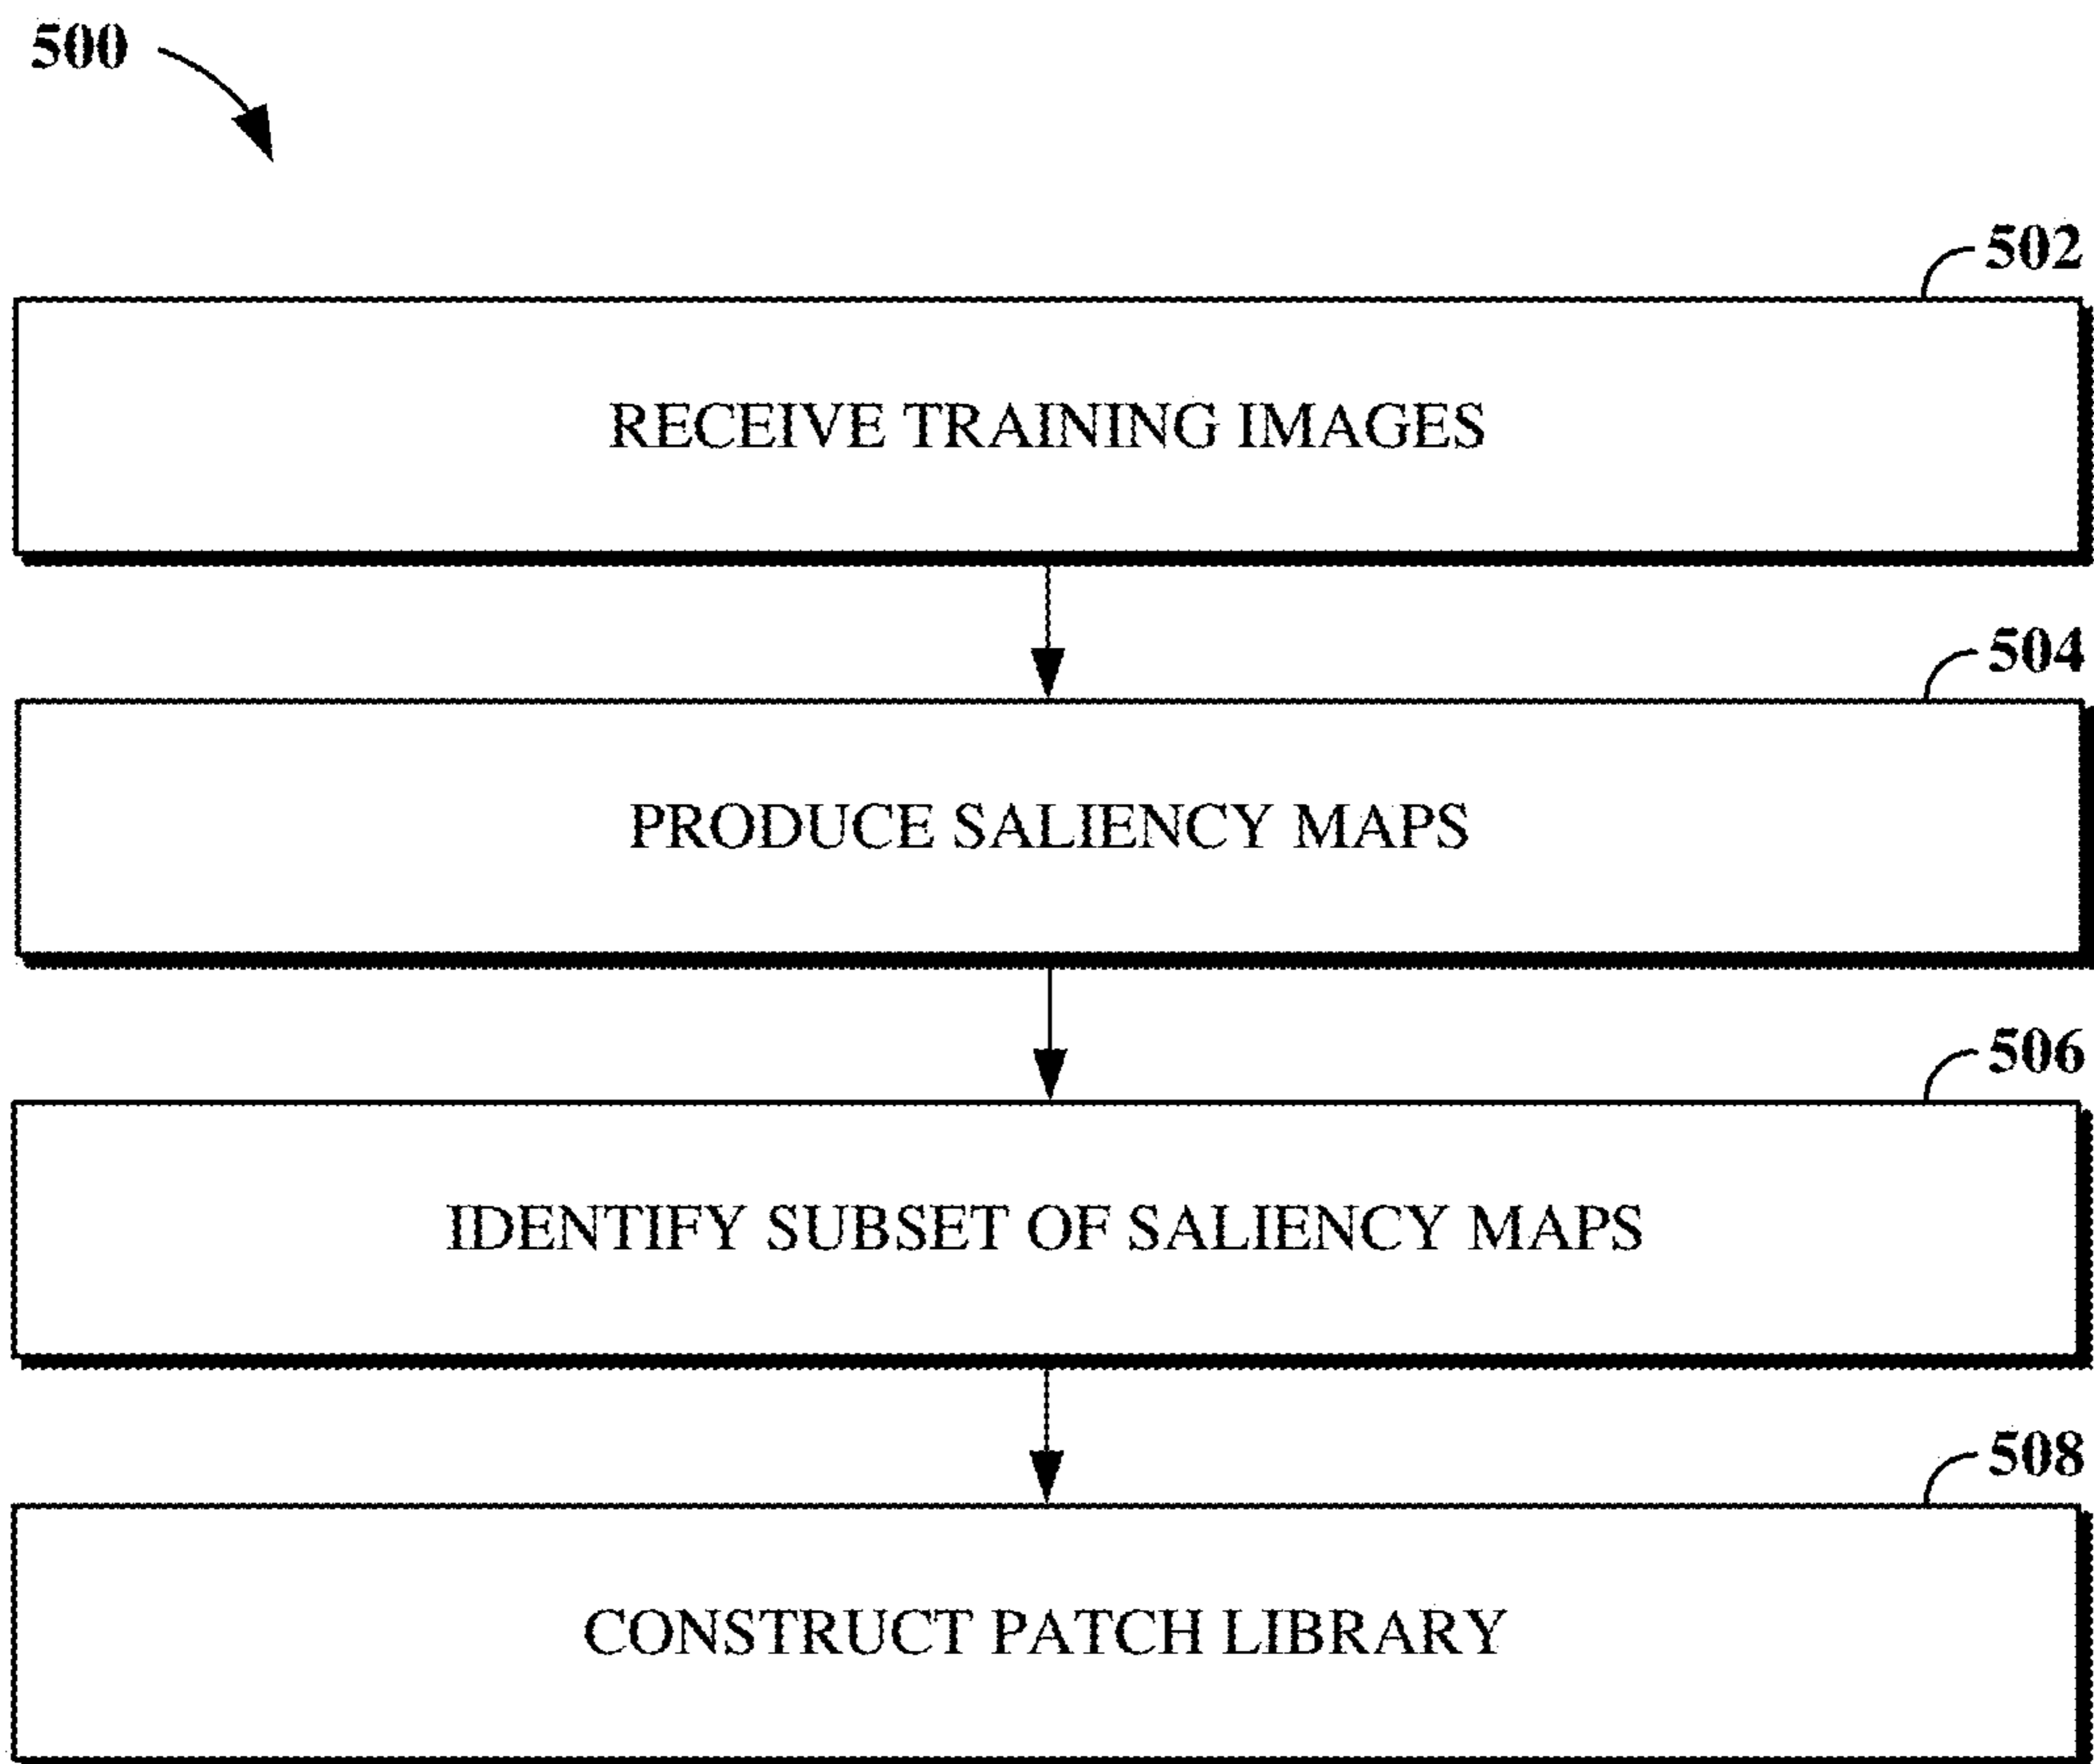 500
502
RECEIVE TRAINING IMAGES
504
PRODUCE SALIENCY MAPS
506
IDENTIFY SUBSET OF SALIENCY MAPS
508
CONSTRUCT PATCH LIBRARY